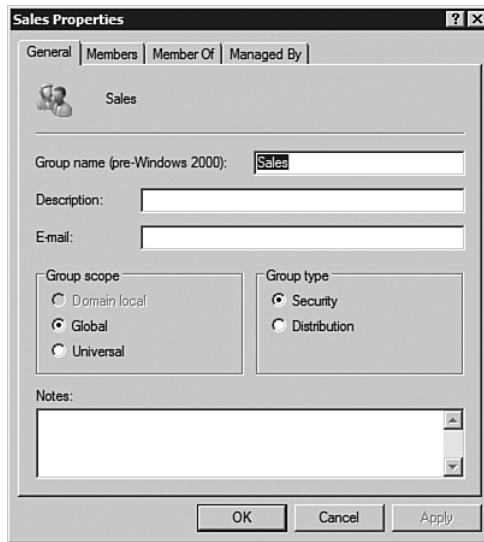 Sales Properties
General Members Member Of Managed By
Sales
Group name (pre-Windows 2000): Sales
Description:
E-mail:
Group scope Group type
Domain local Security
Global Distribution
Universal
Notes:
OK Cancel Apply